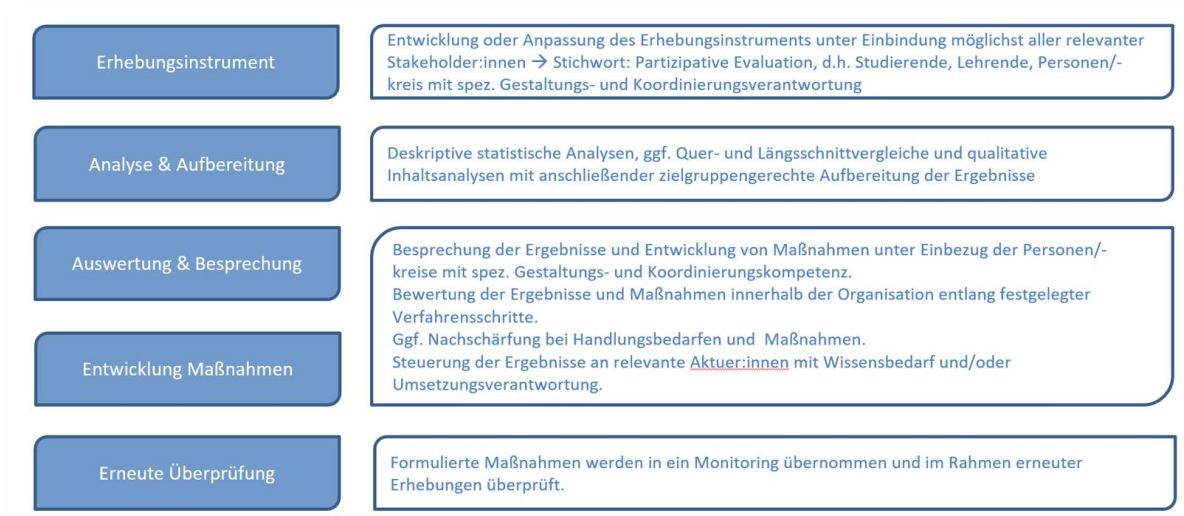 Erhebungsinstrument
Entwicklung oder Anpassung des Erhebungsinstruments unter Einbindung möglichst aller relevanter
Stakeholder:innen → Stichwort: Partizipative Evaluation, d.h. Studierende, Lehrende, Personen/-
kreis mit spez. Gestaltungs- und Koordinierungsverantwortung
Analyse & Aufbereitung
Deskriptive statistische Analysen, ggf. Quer- und Längsschnittvergleiche und qualitative
Inhaltsanalysen mit anschließender zielgruppengerechte Aufbereitung der Ergebnisse
Auswertung & Besprechung
Entwicklung Maßnahmen
Besprechung der Ergebnisse und Entwicklung von Maßnahmen unter Einbezug der Personen/-
kreise mit spez. Gestaltungs- und Koordinierungskompetenz.
Bewertung der Ergebnisse und Maßnahmen innerhalb der Organisation entlang festgelegter
Verfahrensschritte.
Ggf. Nachschärfung bei Handlungsbedarfen und Maßnahmen.
Steuerung der Ergebnisse an relevante Aktuer:innen mit Wissensbedarf und/oder
Umsetzungsverantwortung.
Erneute Überprüfung
Formulierte Maßnahmen werden in ein Monitoring übernommen und im Rahmen erneuter
Erhebungen überprüft.